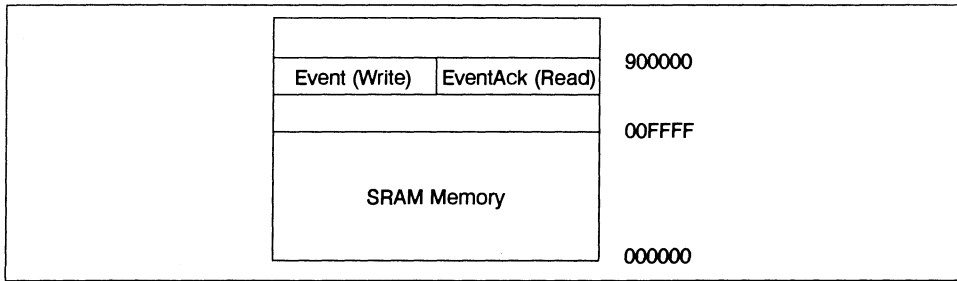 900000
Event (Write) EventAck (Read)
00FFFF
SRAM Memory
000000